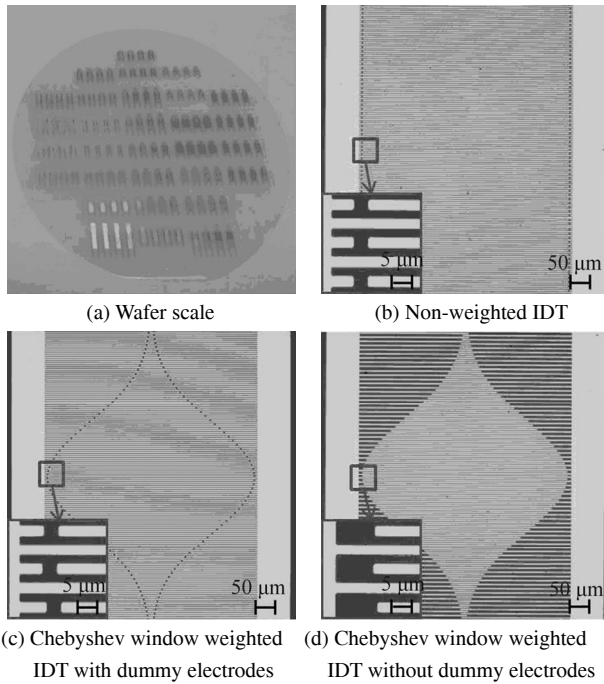 5 μm
50 μm
(a) Wafer scale
(b) Non-weighted IDT
5 μm
50 μm
5 μm
50 μm
(c) Chebyshev window weighted
IDT with dummy electrodes
(d) Chebyshev window weighted
IDT without dummy electrodes